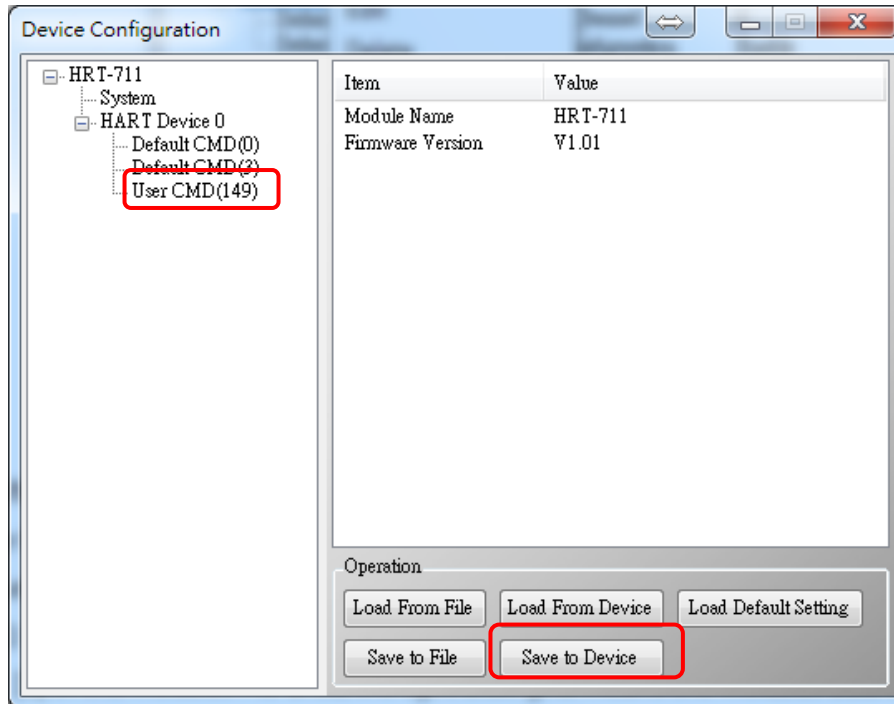 Device Configuration
HRT-711
System
HART Device 0
Default CMD(0)
Default CMD(3)
User CMD(149)
Item Value
Module Name HRT-711
Firmware Version V1.01
Operation
Load From File Load From Device Load Default Setting
Save to File Save to Device